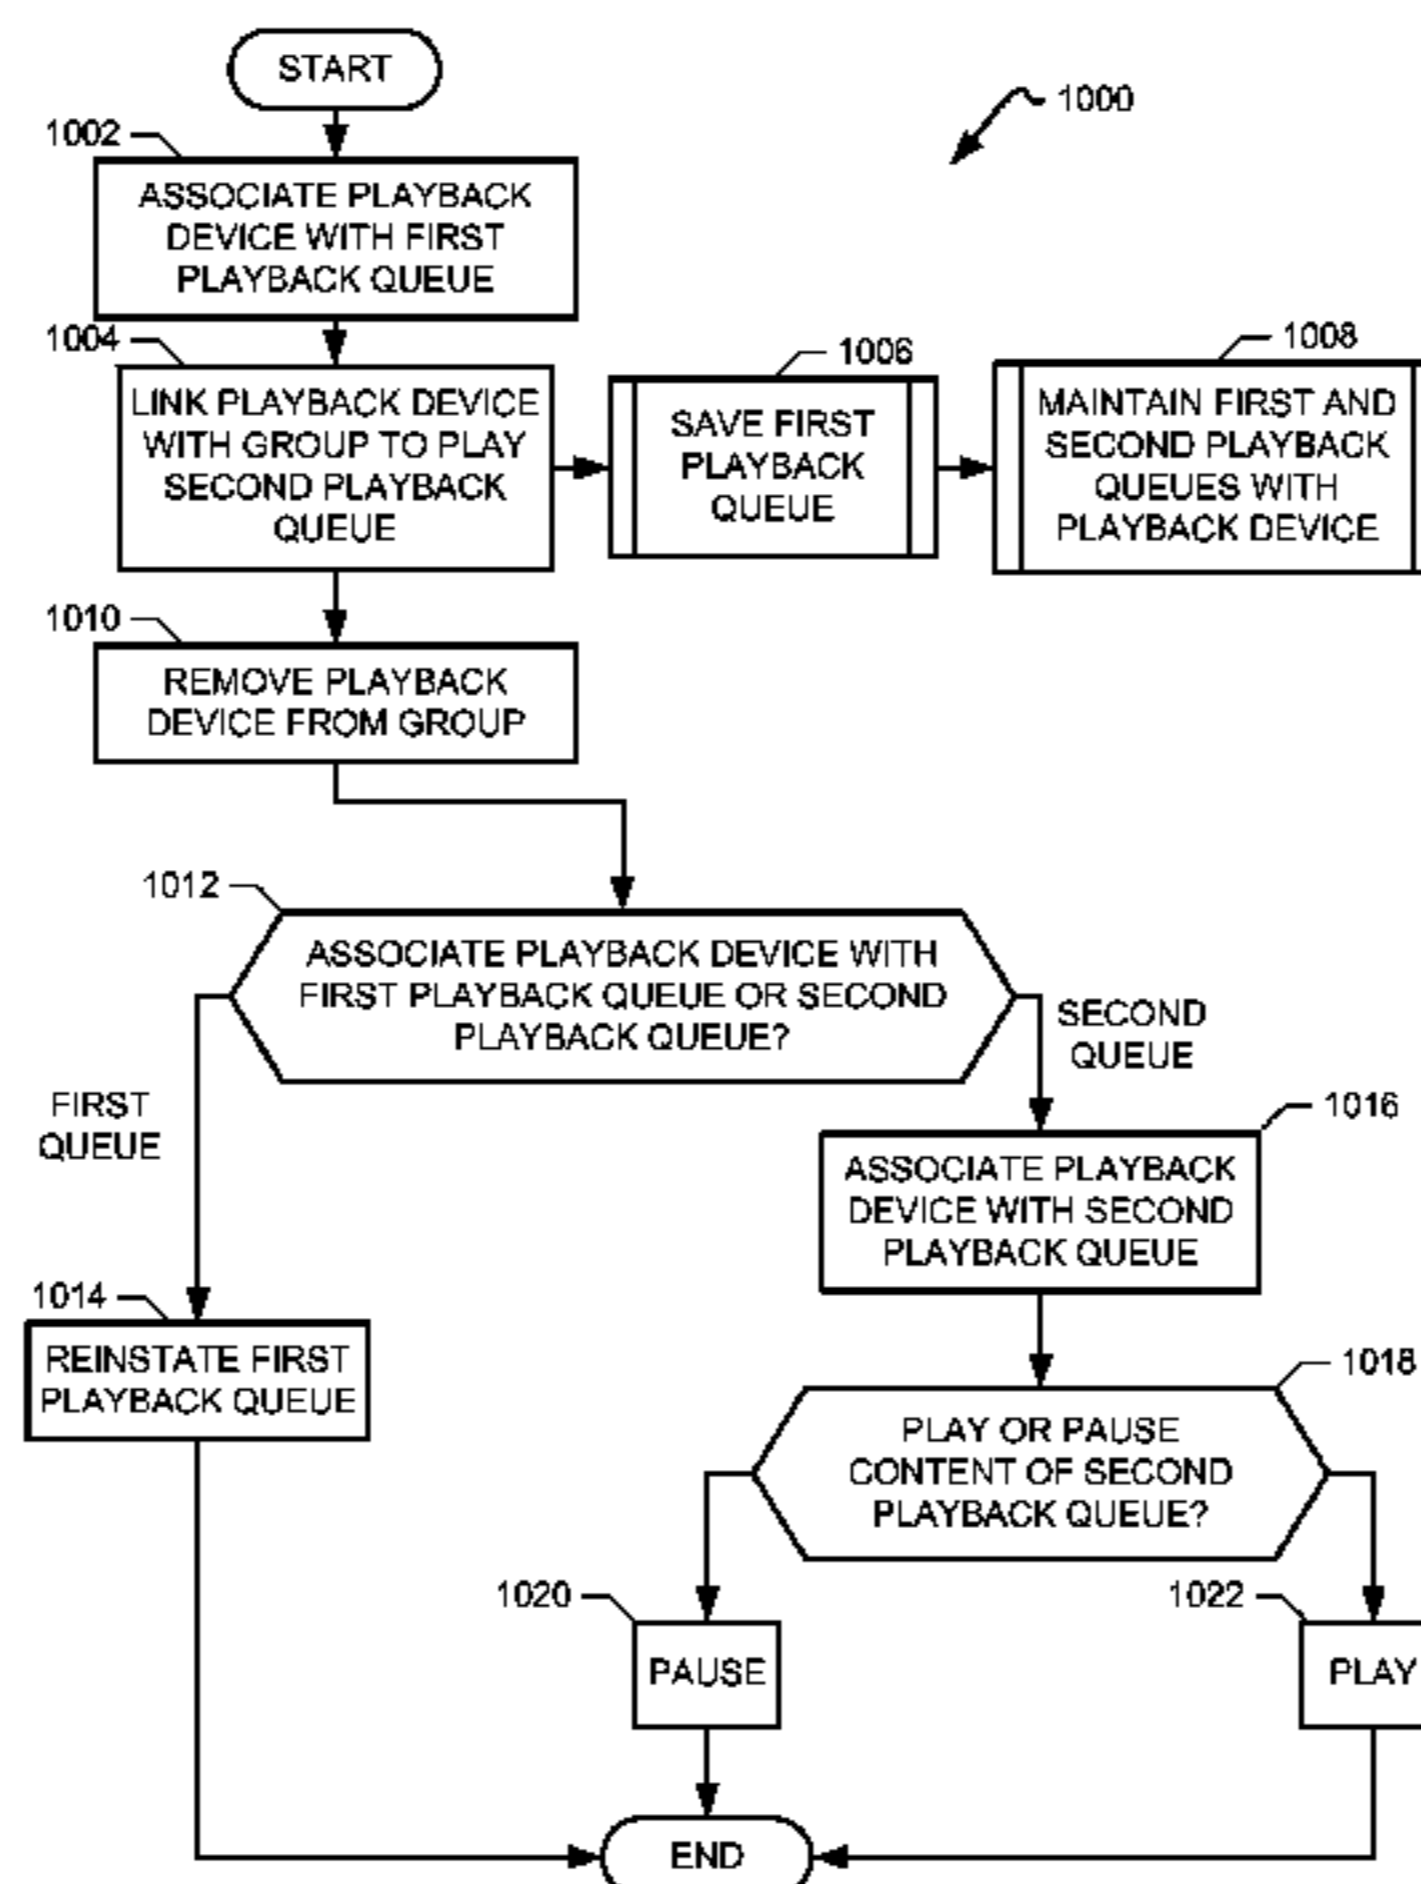 START
1000
1002
ASSOCIATE PLAYBACK
DEVICE WITH FIRST
PLAYBACK QUEUE
1004
LINK PLAYBACK DEVICE
WITH GROUP TO PLAY
SECOND PLAYBACK
QUEUE
1006
SAVE FIRST
PLAYBACK
QUEUE
1008
MAINTAIN FIRST AND
SECOND PLAYBACK
QUEUES WITH
PLAYBACK DEVICE
1010
REMOVE PLAYBACK
DEVICE FROM GROUP
1012
ASSOCIATE PLAYBACK DEVICE WITH
FIRST PLAYBACK QUEUE OR SECOND
PLAYBACK QUEUE?
FIRST
QUEUE
SECOND
QUEUE
1014
REINSTATE FIRST
PLAYBACK QUEUE
1016
ASSOCIATE PLAYBACK
DEVICE WITH SECOND
PLAYBACK QUEUE
1018
PLAY OR PAUSE
CONTENT OF SECOND
PLAYBACK QUEUE?
1020
PAUSE
1022
PLAY
END